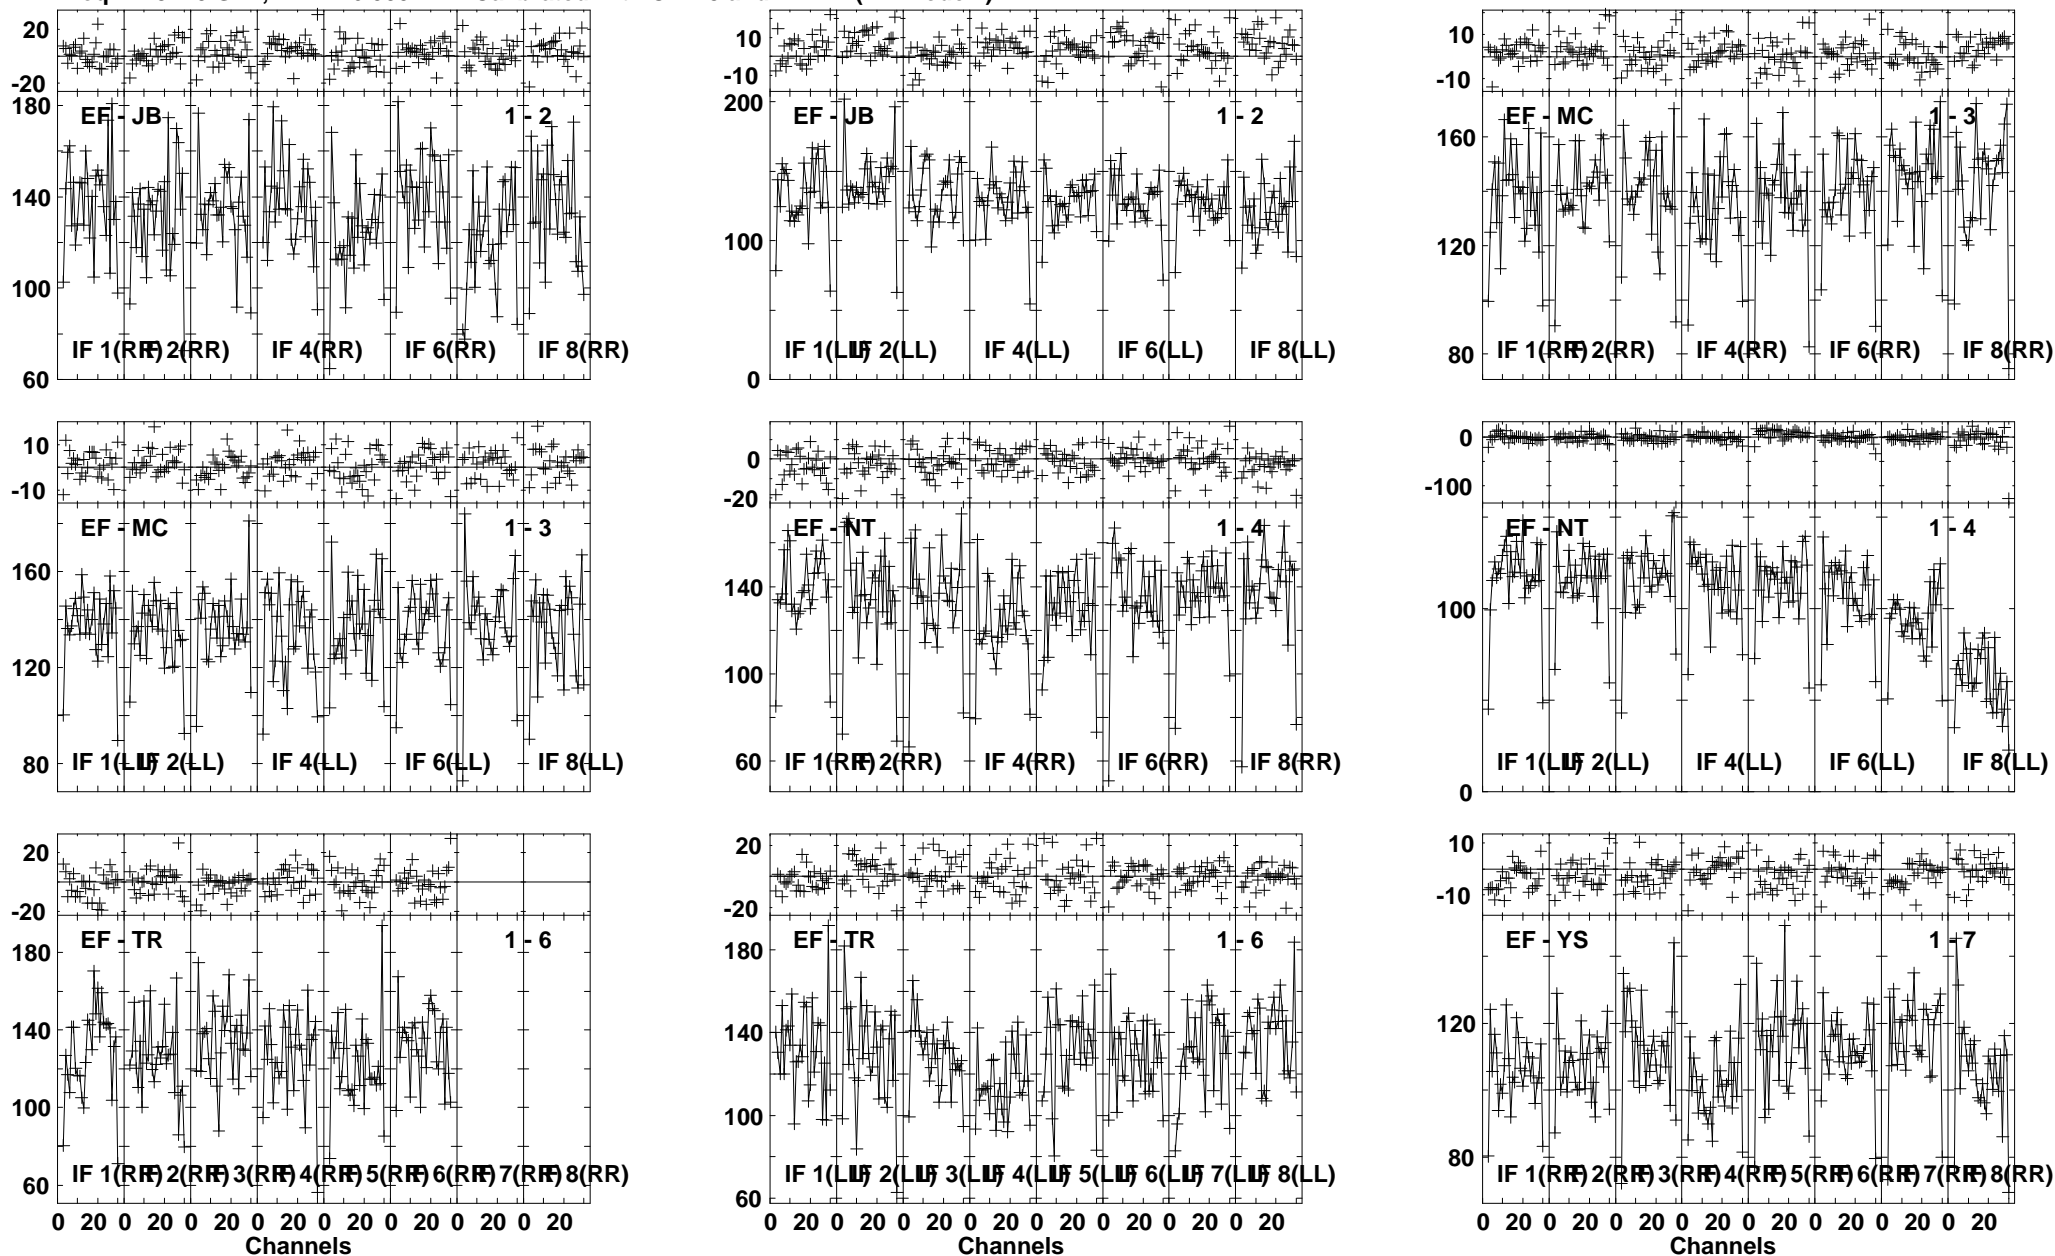 20
-20
180
140
100
60
EF - JB 1 - 2
IF 1(RR) IF 2(RR) IF 4(RR) IF 6(RR) IF 8(RR)
10
-10
200
100
0
EF - JB 1 - 2
IF 1(LL) IF 2(LL) IF 4(LL) IF 6(LL) IF 8(LL)
10
-10
160
120
80
EF - MC 1 - 3
IF 1(RR) IF 2(RR) IF 4(RR) IF 6(RR) IF 8(RR)
10
-10
160
120
80
EF - MC 1 - 3
IF 1(LL) IF 2(LL) IF 4(LL) IF 6(LL) IF 8(LL)
0
-20
140
100
60
EF - NT 1 - 4
IF 1(RR) IF 2(RR) IF 4(RR) IF 6(RR) IF 8(RR)
0
-100
100
0
EF - NT 1 - 4
IF 1(LL) IF 2(LL) IF 4(LL) IF 6(LL) IF 8(LL)
20
-20
180
140
100
60
EF - TR 1 - 6
IF 1(RR) IF 2(RR) IF 3(RR) IF 4(RR) IF 5(RR) IF 6(RR) IF 7(RR) IF 8(RR)
0 20 0 20 0 20 0 20 0 20 0 20 0 20 0 20
Channels
20
-20
180
140
100
60
EF - TR 1 - 6
IF 1(LL) IF 2(LL) IF 3(LL) IF 4(LL) IF 5(LL) IF 6(LL) IF 7(LL) IF 8(LL)
0 20 0 20 0 20 0 20 0 20 0 20 0 20 0 20
Channels
10
-10
120
80
EF - YS 1 - 7
IF 1(RR) IF 2(RR) IF 3(RR) IF 4(RR) IF 5(RR) IF 6(RR) IF 7(RR) IF 8(RR)
0 20 0 20 0 20 0 20 0 20 0 20 0 20 0 20
Channels